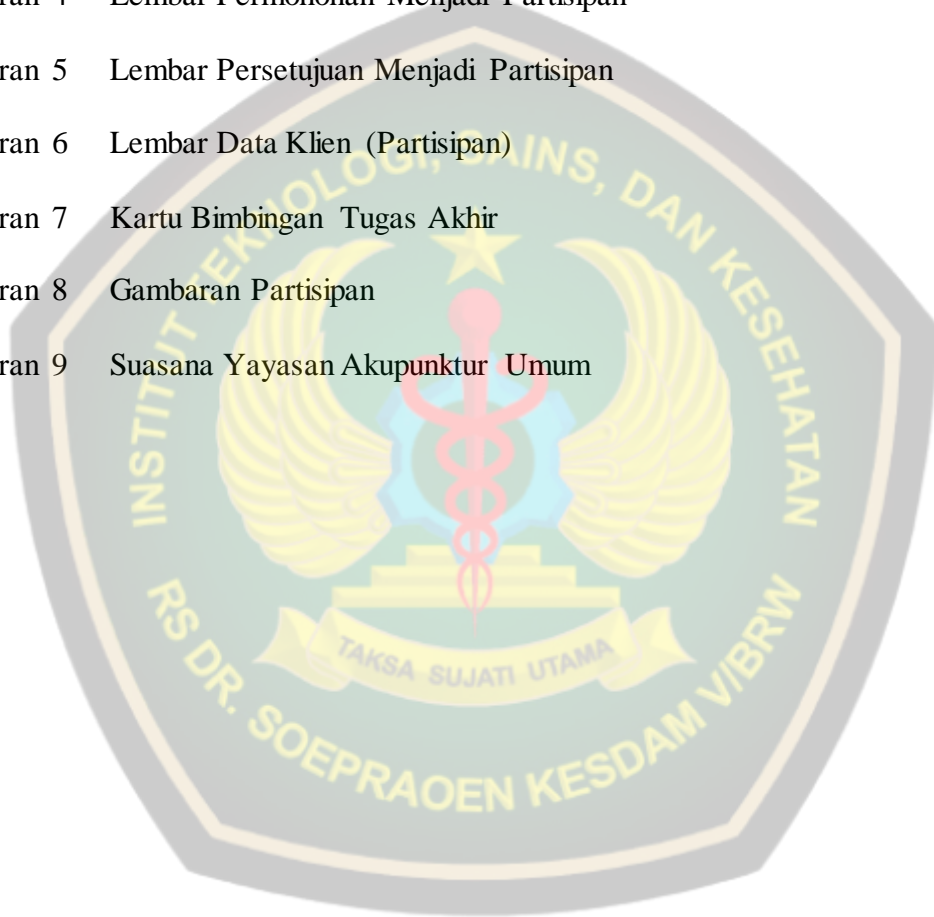 ran 4 Lembar Permohonan Menjadi Partisipan
ran 5 Lembar Persetujuan Menjadi Partisipan
ran 6 Lembar Data Klien (Partisipan)
ran 7 Kartu Bimbingan Tugas Akhir
ran 8 Gambaran Partisipan
ran 9 Suasana Yayasan Akupunktur Umum
INSTITUT TEKNOLOGI, SAINS, DAN KESEHATAN
TAKSA SUJATI UTAMA
RS DR. SOEPRAOEN KESDAM V/BRW